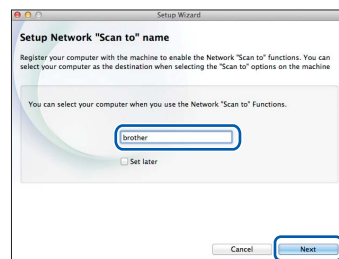 Setup Wizard
Setup Network "Scan to" name
Register your computer with the machine to enable the Network "Scan to" functions. You can
select your computer as the destination when selecting the "Scan to" options on the machine
You can select your computer when you use the Network "Scan to" Functions.
brother
Set later
Cancel Next